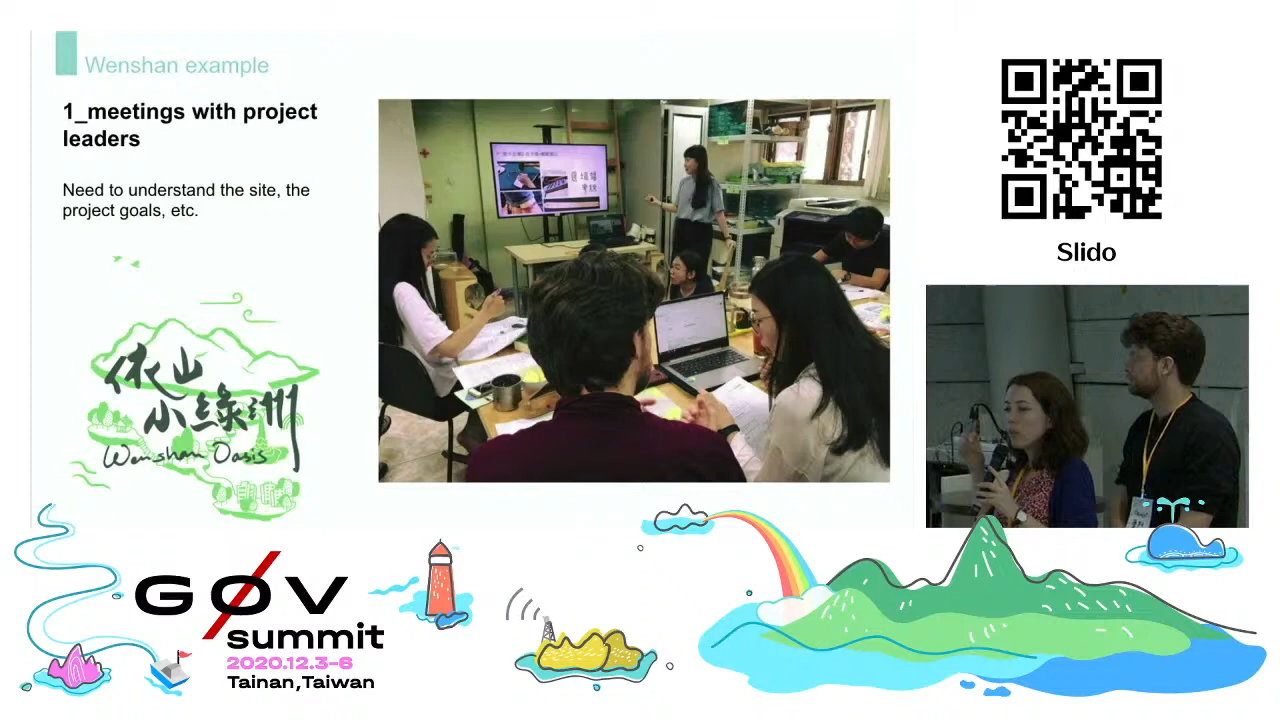 Wenshan example
1_meetings with project
leaders
Need to understand the site, the
project goals, etc.
依山
小綠洲
Wenshan Oasis
Slido
GØV
summit
2020.12.3-6
Tainan,Taiwan